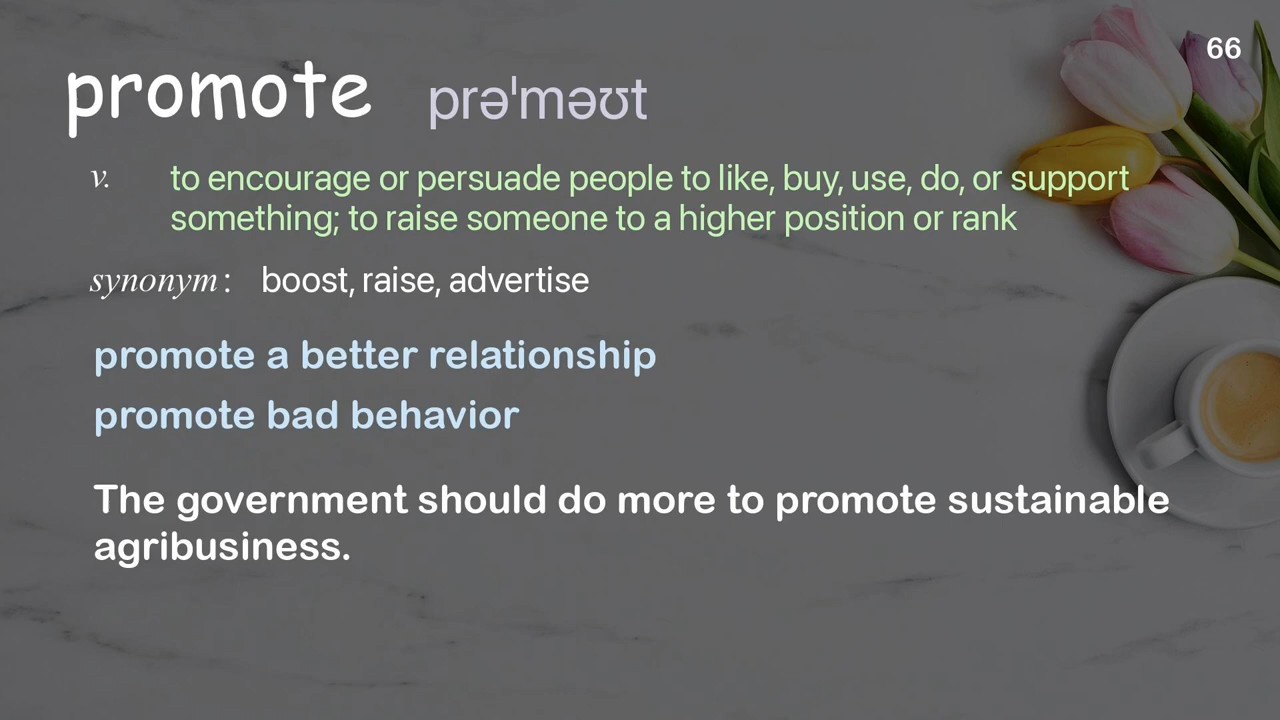 66
promote prəˈməʊt
v. to encourage or persuade people to like, buy, use, do, or support
something; to raise someone to a higher position or rank
synonym: boost, raise, advertise
promote a better relationship
promote bad behavior
The government should do more to promote sustainable
agribusiness.